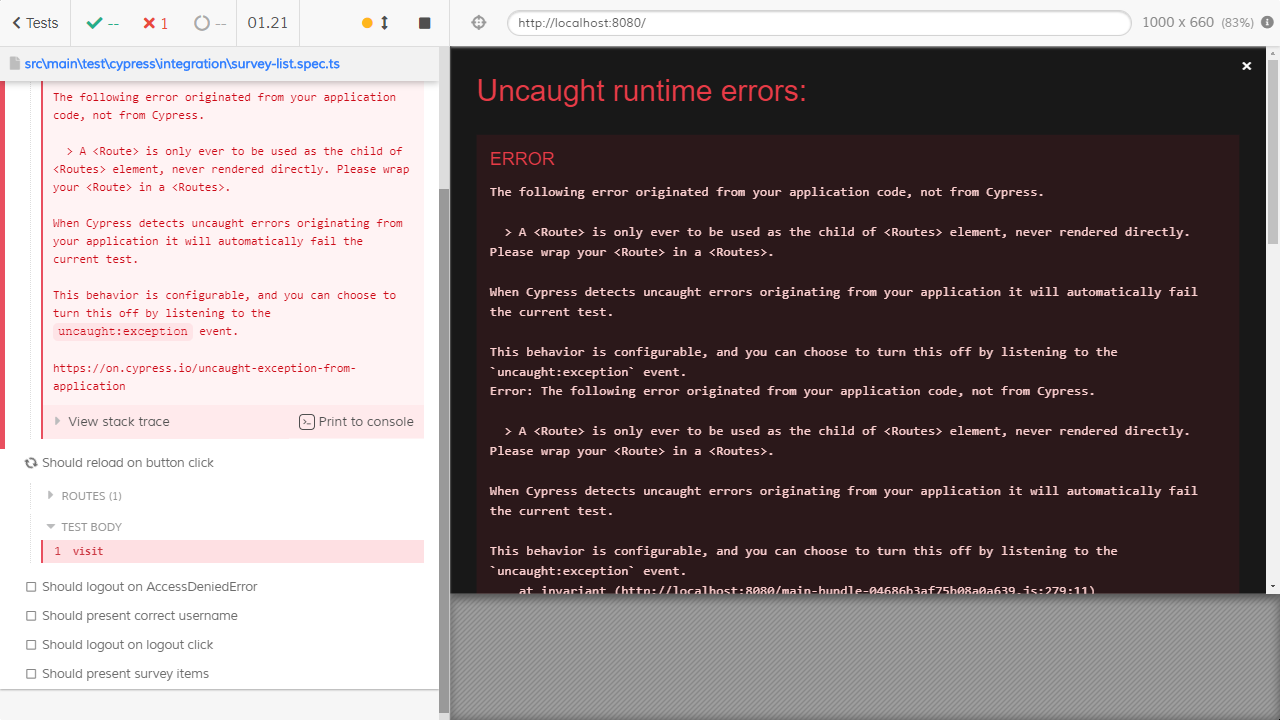 Tests
--
1
--
01.21
http://localhost:8080/
1000 x 660 (83%)
src\main\test\cypress\integration\survey-list.spec.ts
The following error originated from your application
code, not from Cypress.
> A <Route> is only ever to be used as the child of
<Routes> element, never rendered directly. Please wrap
your <Route> in a <Routes>.
When Cypress detects uncaught errors originating from
your application it will automatically fail the
current test.
This behavior is configurable, and you can choose to
turn this off by listening to the
uncaught:exception event.
https://on.cypress.io/uncaught-exception-from-
application
View stack trace
Print to console
Should reload on button click
ROUTES (1)
TEST BODY
1 visit
Should logout on AccessDeniedError
Should present correct username
Should logout on logout click
Should present survey items
Uncaught runtime errors:
ERROR
The following error originated from your application code, not from Cypress.
> A <Route> is only ever to be used as the child of <Routes> element, never rendered directly.
Please wrap your <Route> in a <Routes>.
When Cypress detects uncaught errors originating from your application it will automatically fail
the current test.
This behavior is configurable, and you can choose to turn this off by listening to the
`uncaught:exception` event.
Error: The following error originated from your application code, not from Cypress.
> A <Route> is only ever to be used as the child of <Routes> element, never rendered directly.
Please wrap your <Route> in a <Routes>.
When Cypress detects uncaught errors originating from your application it will automatically fail
the current test.
This behavior is configurable, and you can choose to turn this off by listening to the
`uncaught:exception` event.
at invariant (http://localhost:8080/main-bundle-04686b3af75b08a0a639.js:279:11)